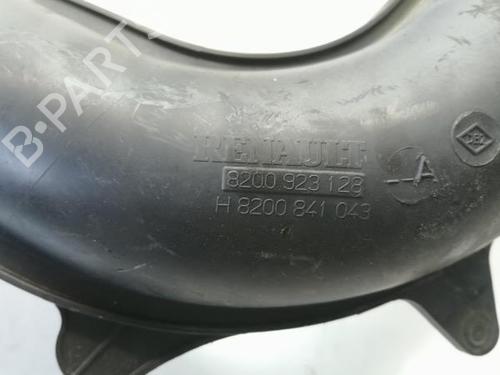 B-PARTS
RENAULT
8200 923 128
H 8200 841 043
A